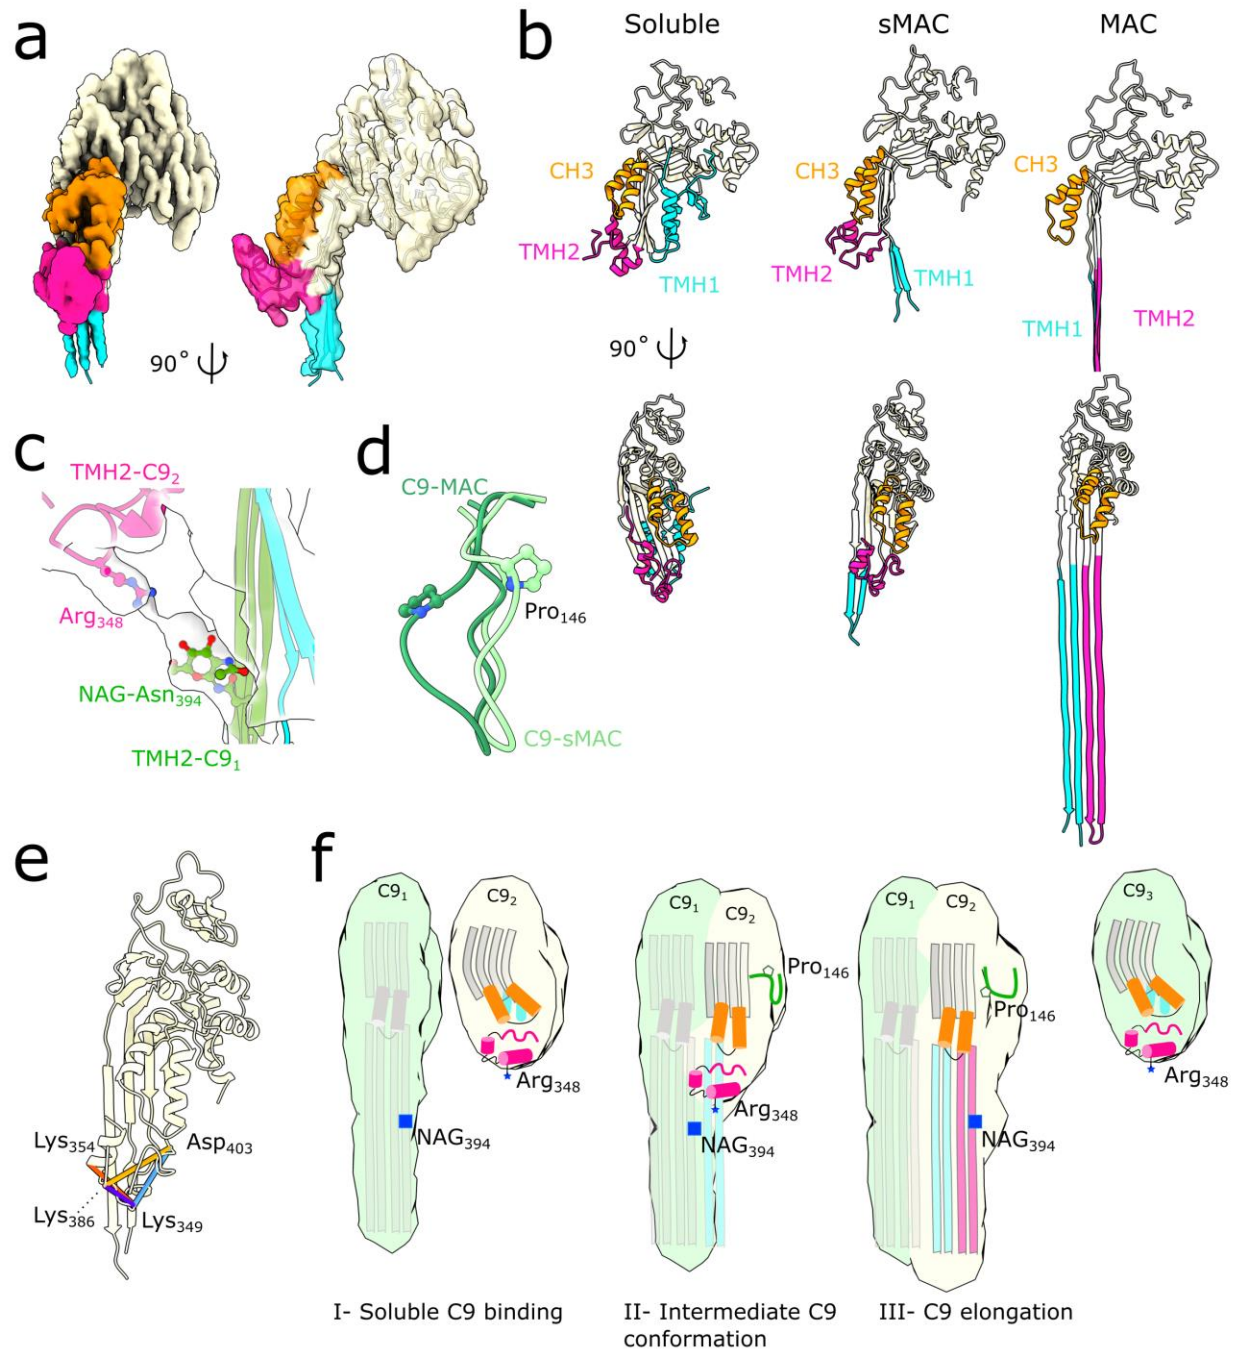 a
90°
b
Soluble
sMAC
MAC
CH3
TMH2
TMH1
CH3
TMH2
TMH1
CH3
TMH1
TMH2
90°
c
TMH2-C9₂
Arg₃₄₈
NAG-Asn₃₉₄
TMH2-C9₁
d
C9-MAC
Pro₁₄₆
C9-sMAC
e
Lys₃₅₄
Asp₄₀₃
Lys₃₈₆
Lys₃₄₉
f
C9₁
C9₂
Arg₃₄₈
NAG₃₉₄
I- Soluble C9 binding
C9₁
C9₂
Pro₁₄₆
Arg₃₄₈
NAG₃₉₄
II- Intermediate C9
conformation
C9₁
C9₂
Pro₁₄₆
NAG₃₉₄
III- C9 elongation
C9₃
Arg₃₄₈